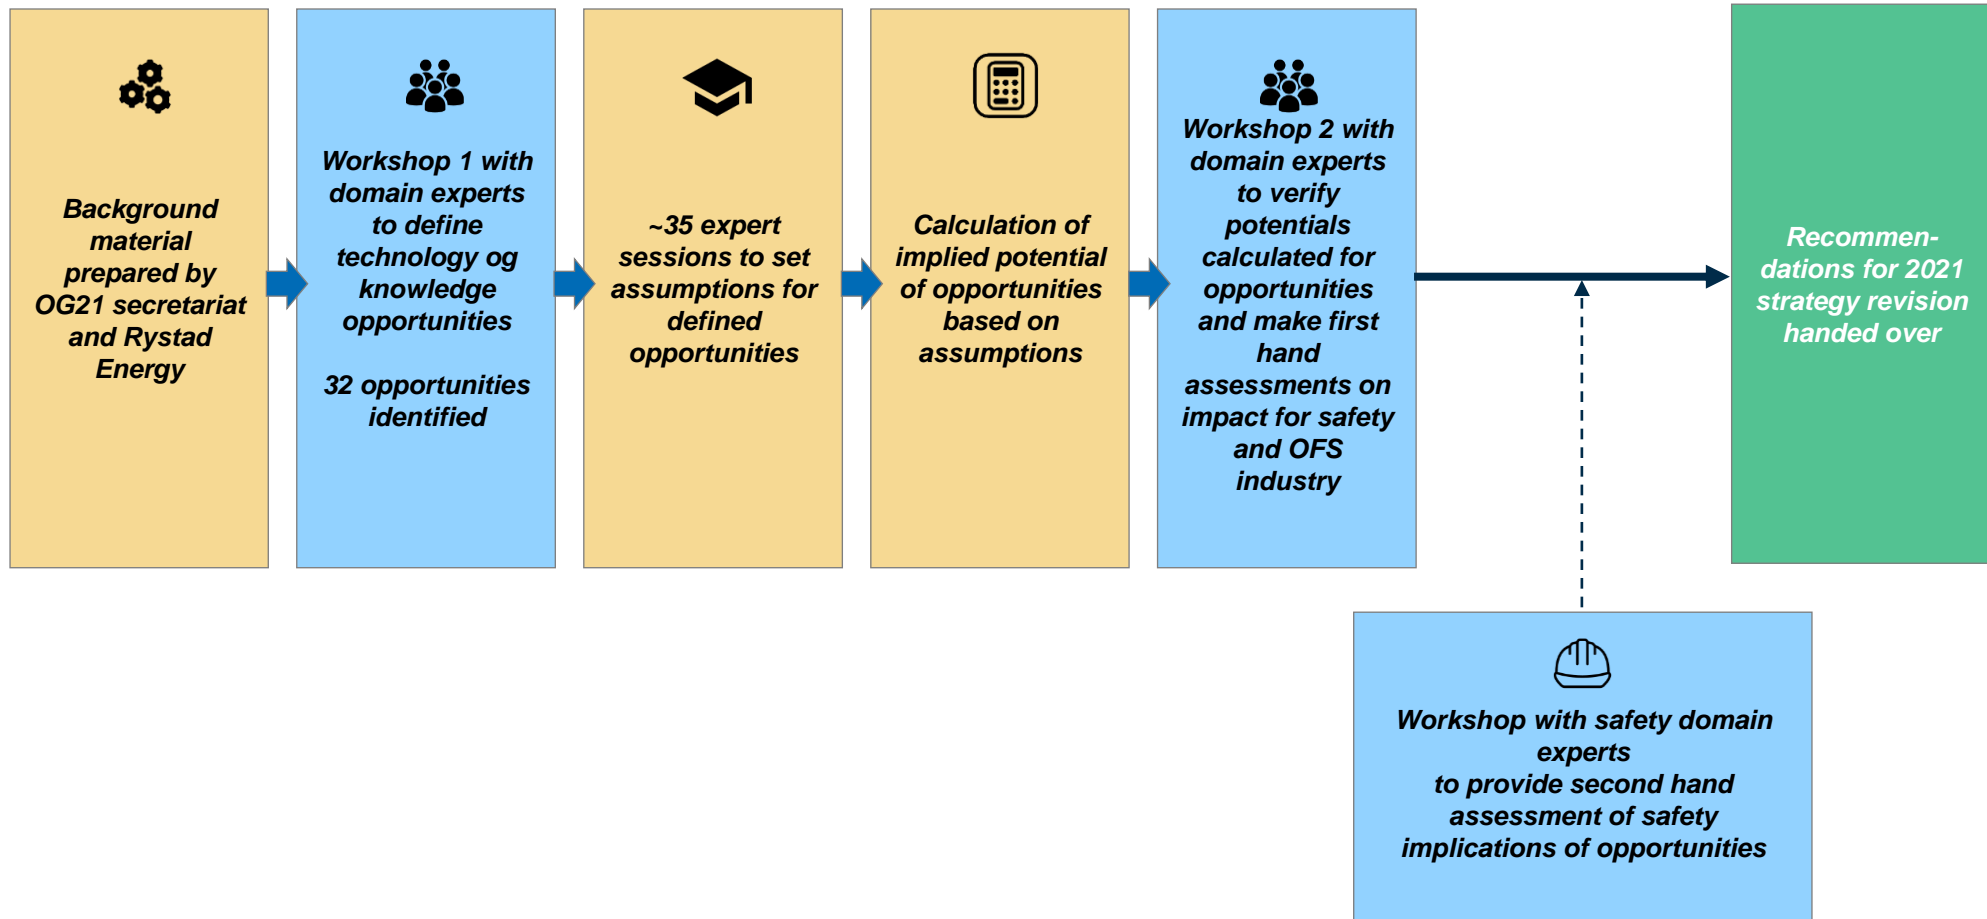 Background
material
prepared by
OG21 secretariat
and Rystad
Energy
Workshop 1 with
domain experts
to define
technology og
knowledge
opportunities
32 opportunities
identified
~35 expert
sessions to set
assumptions for
defined
opportunities
Calculation of
implied potential
of opportunities
based on
assumptions
Workshop 2 with
domain experts
to verify
potentials
calculated for
opportunities
and make first
hand
assessments on
impact for safety
and OFS
industry
Recommen-
dations for 2021
strategy revision
handed over
Workshop with safety domain
experts
to provide second hand
assessment of safety
implications of opportunities